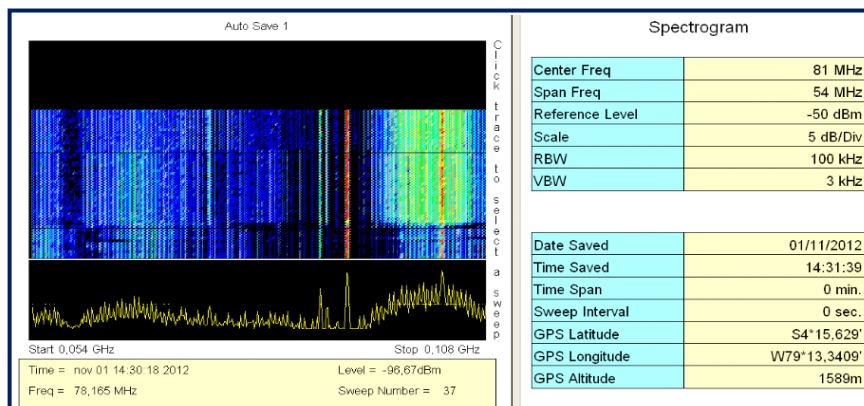 Auto Save 1
Click trace to select a sweep
Start 0,054 GHz Stop 0,108 GHz
Time = nov 01 14:30:18 2012 Level = -96,67dBm
Freq = 78,165 MHz Sweep Number = 37
Spectrogram
Center Freq 81 MHz
Span Freq 54 MHz
Reference Level -50 dBm
Scale 5 dB/Div
RBW 100 kHz
VBW 3 kHz
Date Saved 01/11/2012
Time Saved 14:31:39
Time Span 0 min.
Sweep Interval 0 sec.
GPS Latitude S4*15,629'
GPS Longitude W79*13,3409'
GPS Altitude 1589m